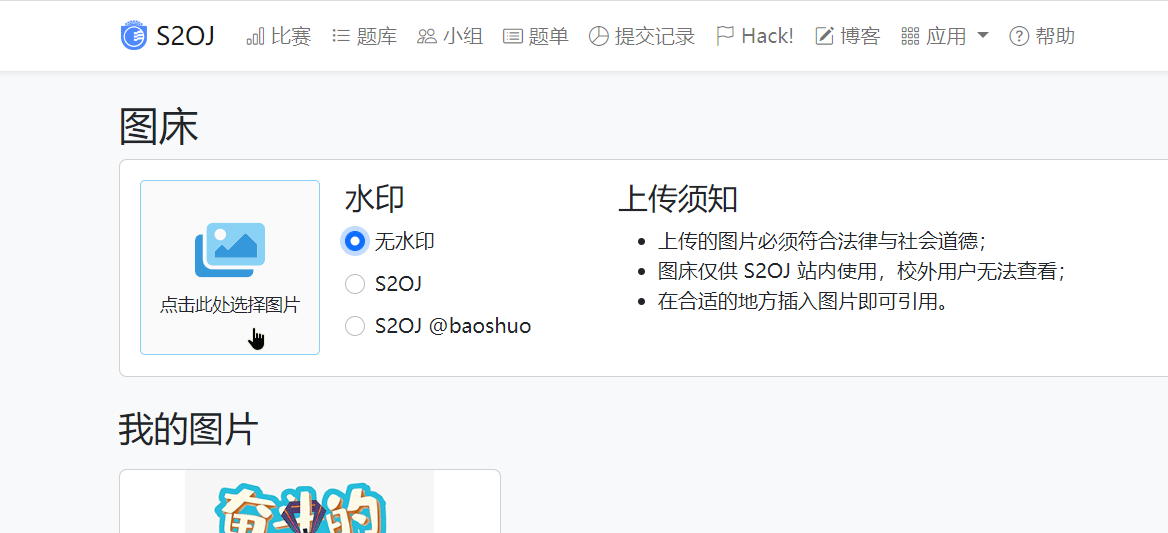 S2OJ 比赛 题库 小组 题单 提交记录 Hack! 博客 应用 帮助
图床
点击此处选择图片
水印
无水印
S2OJ
S2OJ @baoshuo
上传须知
上传的图片必须符合法律与社会道德；
图床仅供 S2OJ 站内使用，校外用户无法查看；
在合适的地方插入图片即可引用。
我的图片
奋斗的